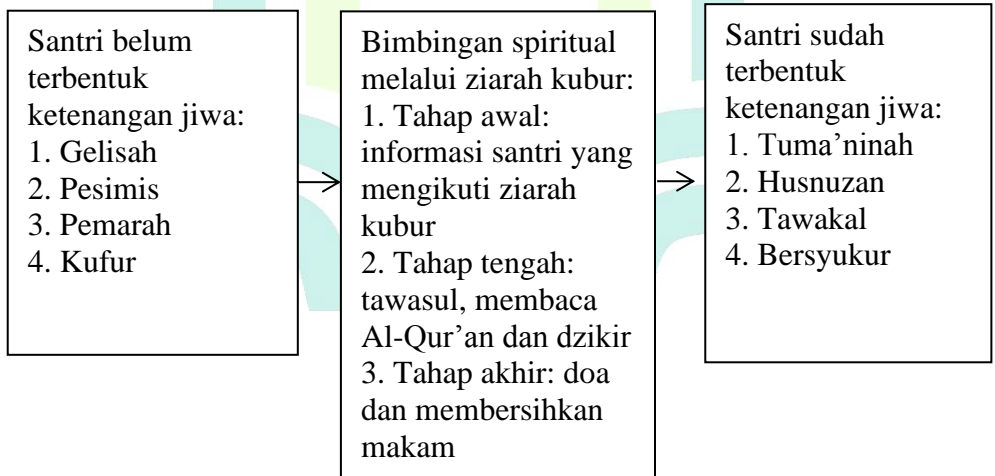 Santri belum
terbentuk
ketenangan jiwa:
1. Gelisah
2. Pesimis
3. Pemarah
4. Kufur
Bimbingan spiritual
melalui ziarah kubur:
1. Tahap awal:
informasi santri yang
mengikuti ziarah
kubur
2. Tahap tengah:
tawasul, membaca
Al-Qur’an dan dzikir
3. Tahap akhir: doa
dan membersihkan
makam
Santri sudah
terbentuk
ketenangan jiwa:
1. Tuma’ninah
2. Husnuzan
3. Tawakal
4. Bersyukur